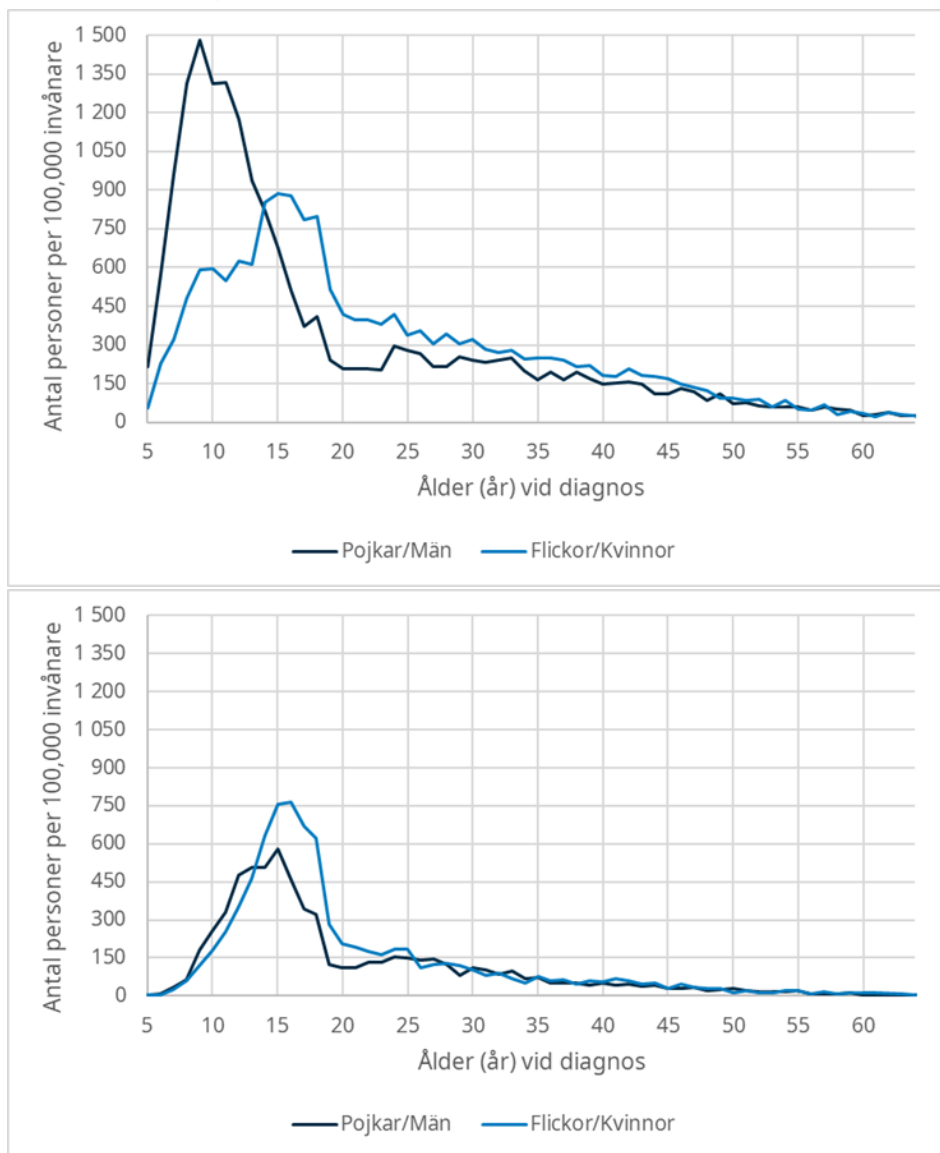 Antal personer per 100,000 invånare
1 500
1 350
1 200
1 050
900
750
600
450
300
150
0
5 10 15 20 25 30 35 40 45 50 55 60
Ålder (år) vid diagnos
Pojkar/Män Flickor/Kvinnor
Antal personer per 100,000 invånare
1 500
1 350
1 200
1 050
900
750
600
450
300
150
0
5 10 15 20 25 30 35 40 45 50 55 60
Ålder (år) vid diagnos
Pojkar/Män Flickor/Kvinnor